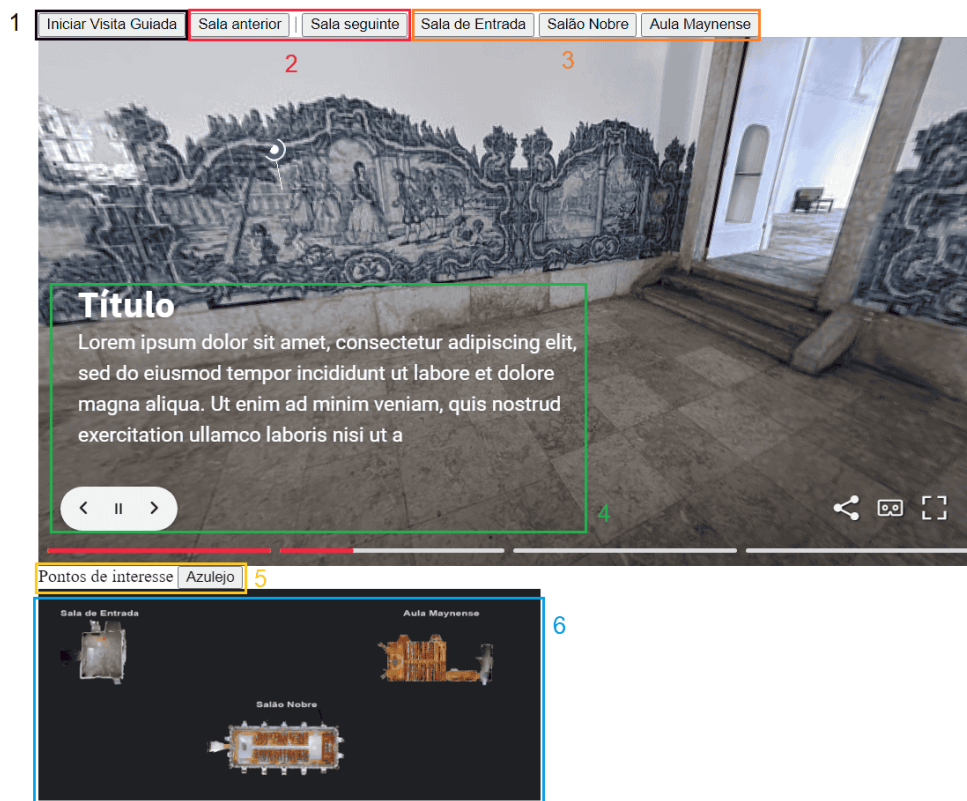 1 Iniciar Visita Guiada Sala anterior | Sala seguinte Sala de Entrada Salão Nobre Aula Maynense
2 3
Título
Lorem ipsum dolor sit amet, consectetur adipiscing elit,
sed do eiusmod tempor incididunt ut labore et dolore
magna aliqua. Ut enim ad minim veniam, quis nostrud
exercitation ullamco laboris nisi ut a
4
Pontos de interesse Azulejo 5
Sala de Entrada Aula Maynense 6
Salão Nobre